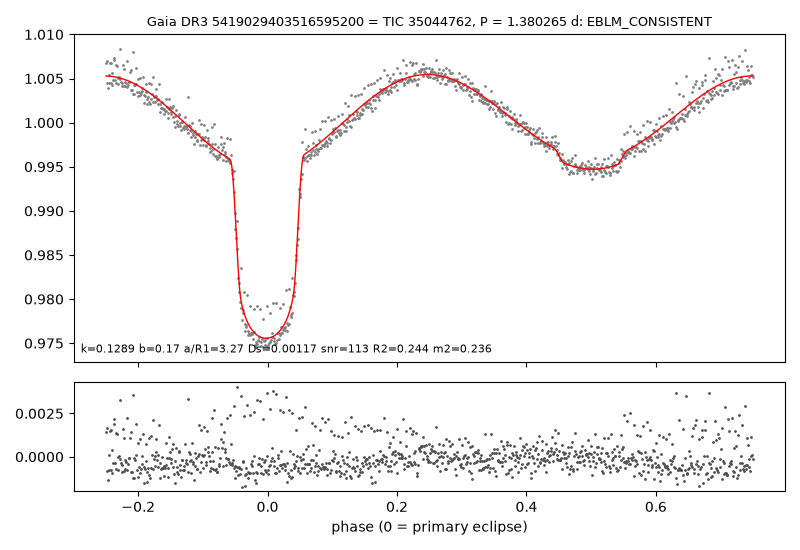 Gaia DR3 5419029403516595200 = TIC 35044762, P = 1.380265 d: EBLM_CONSISTENT
1.010
1.005
1.000
0.995
0.990
0.985
0.980
0.975
k=0.1289 b=0.17 a/R1=3.27 Ds=0.00117 snr=113 R2=0.244 m2=0.236
0.0025
0.0000
−0.2 0.0 0.2 0.4 0.6
phase (0 = primary eclipse)